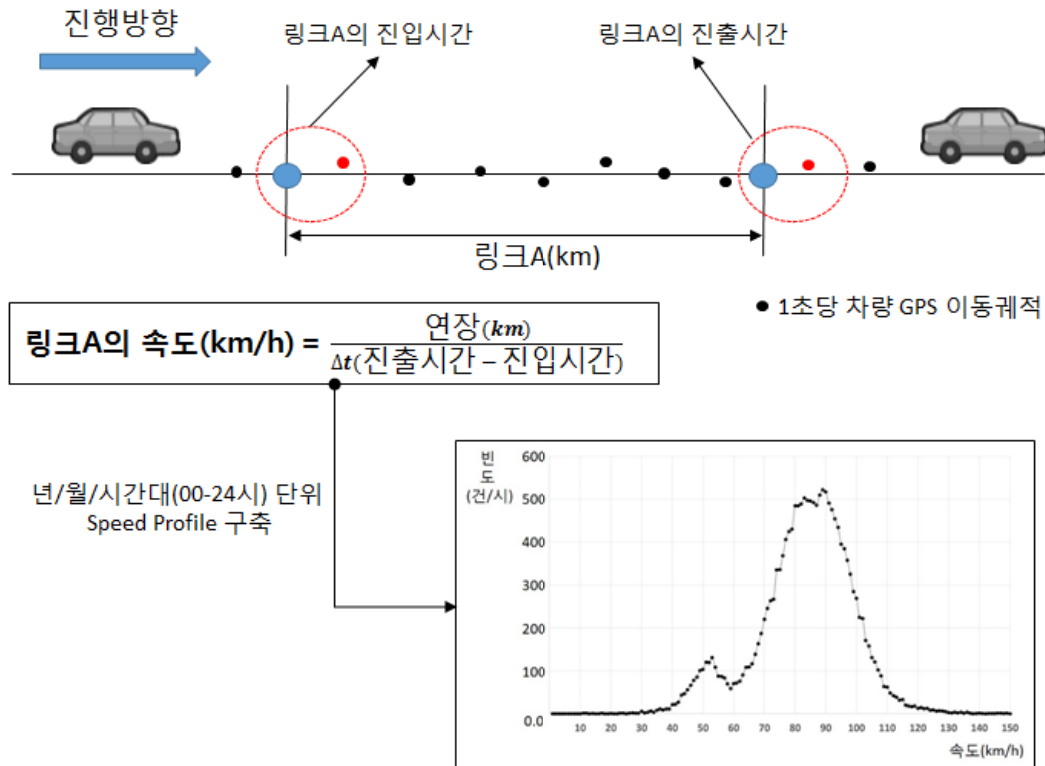 진행방향
링크A의 진입시간
링크A의 진출시간
링크A(km)
● 1초당 차량 GPS 이동궤적
링크A의 속도(km/h) = 연장(km) / Δt(진출시간 – 진입시간)
년/월/시간대(00-24시) 단위
Speed Profile 구축
빈
도
(건/시)
600
500
400
300
200
100
0.0
10 20 30 40 50 60 70 80 90 100 110 120 130 140 150
속도(km/h)